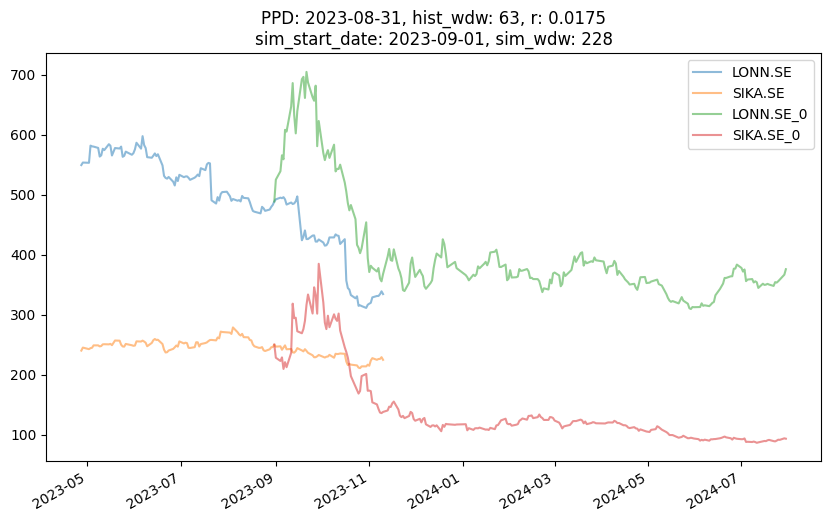 PPD: 2023-08-31, hist_wdw: 63, r: 0.0175
sim_start_date: 2023-09-01, sim_wdw: 228
LONN.SE
SIKA.SE
LONN.SE_0
SIKA.SE_0
700
600
500
400
300
200
100
2023-05
2023-07
2023-09
2023-11
2024-01
2024-03
2024-05
2024-07